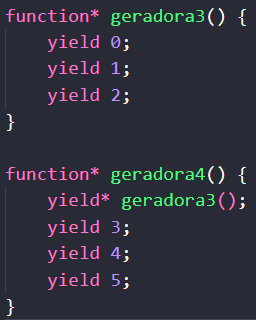 function* geradora3() {
    yield 0;
    yield 1;
    yield 2;
}

function* geradora4() {
    yield* geradora3();
    yield 3;
    yield 4;
    yield 5;
}